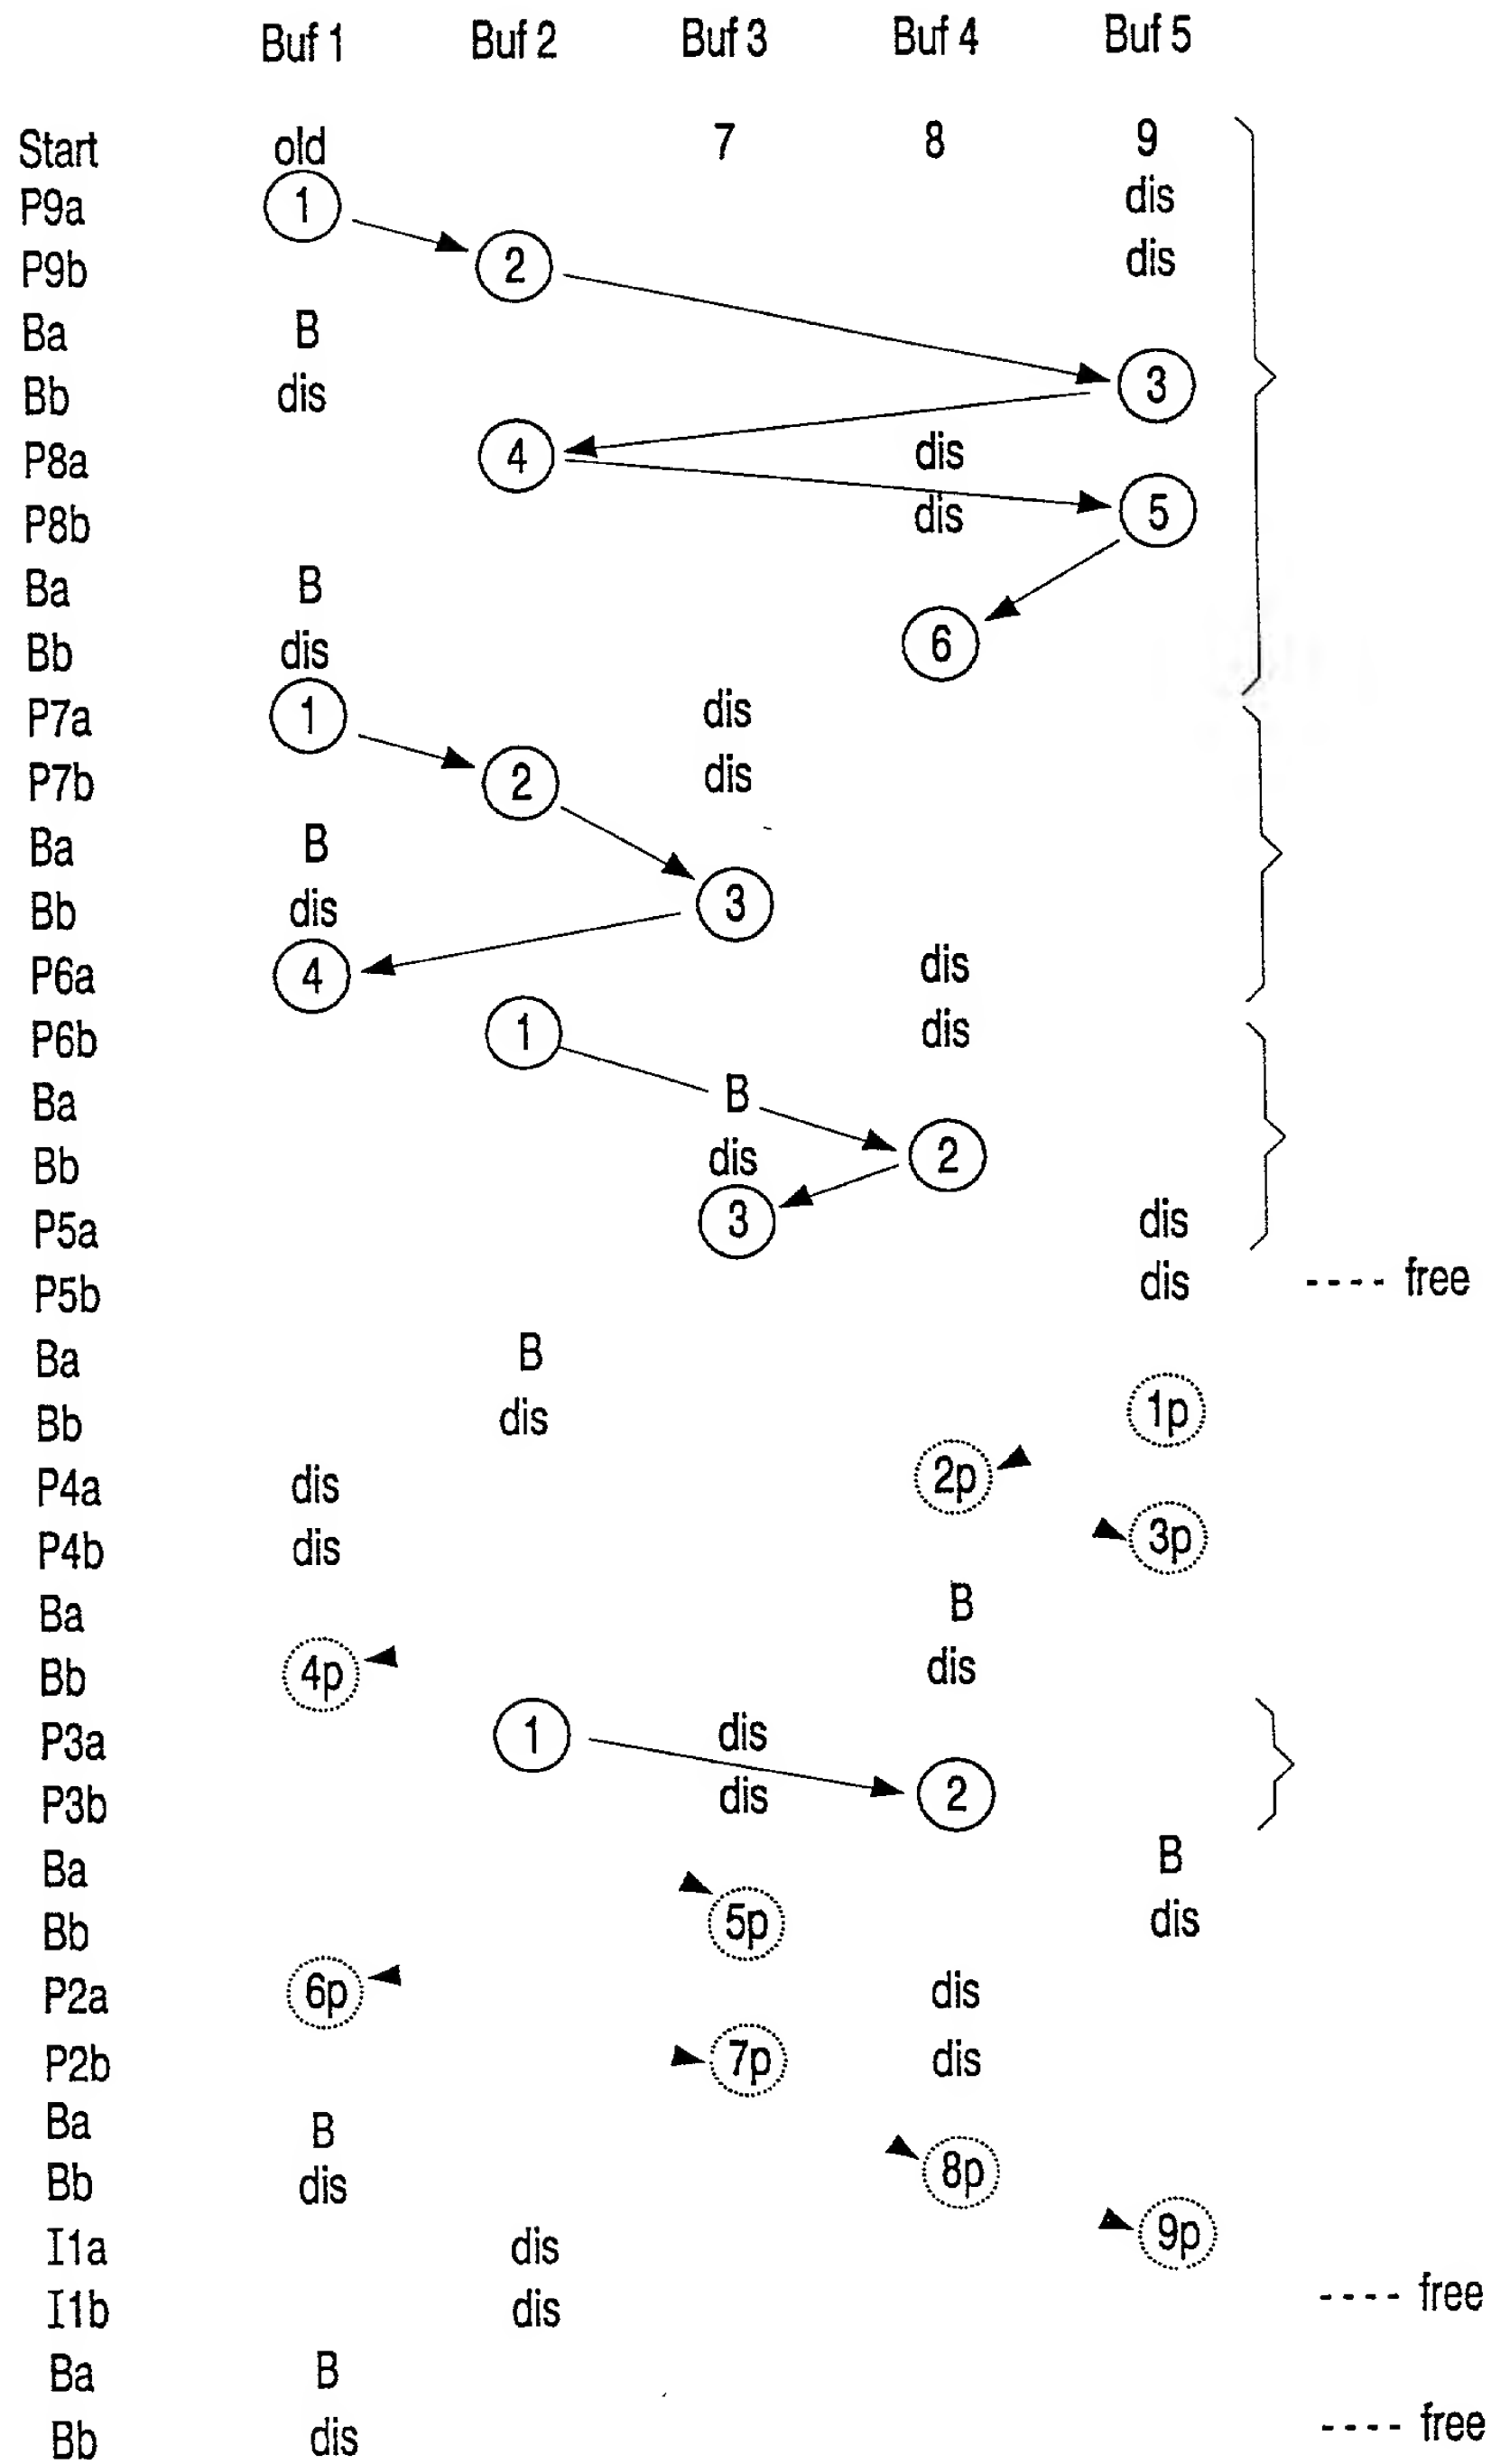 Buf 1 Buf 2 Buf 3 Buf 4 Buf 5
Start old 7 8 9
P9a 1 dis
P9b 2 dis
Ba B
Bb dis 3
P8a 4 dis
P8b dis 5
Ba B
Bb dis 6
P7a 1 dis
P7b 2 dis
Ba B
Bb dis 3
P6a 4 dis
P6b 1 dis
Ba B
Bb dis 2
P5a 3 dis
P5b dis ---- free
Ba B
Bb dis 1p
P4a dis 2p
P4b dis 3p
Ba B
Bb 4p dis
P3a 1 dis
P3b dis 2
Ba B
Bb 5p dis
P2a 6p dis
P2b 7p dis
Ba B
Bb dis 8p
I1a dis 9p
I1b dis ---- free
Ba B
Bb dis ---- free